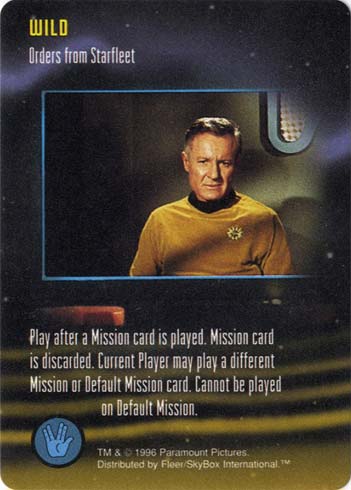 WILD
Orders from Starfleet
Play after a Mission card is played. Mission card
is discarded. Current Player may play a different
Mission or Default Mission card. Cannot be played
on Default Mission.
TM & © 1996 Paramount Pictures.
Distributed by Fleer/SkyBox International.™